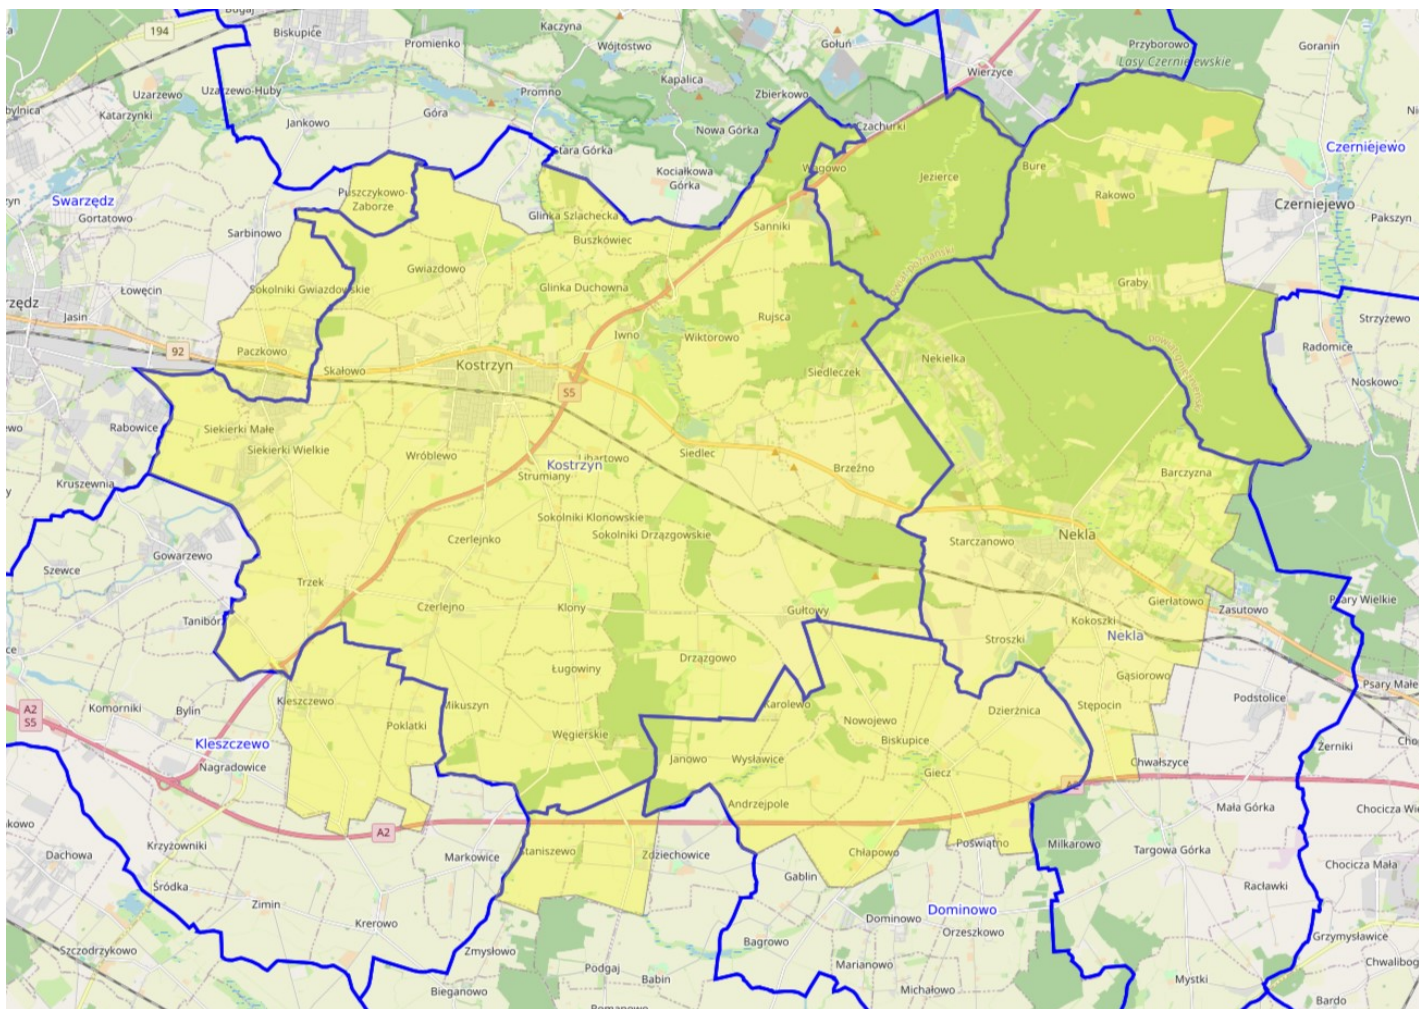 194
Biskupice
Promienko
Kaczyna
Wójtostwo
Gołuń
Wierzyce
Przyborowo
Lasy Czerniejewskie
Goranin
Kapalica
Zbierkowo
Uzarzewo
Uzarzewo-Huby
Katarzynki
Promno
Góra
Jankowo
Nowa Górka
Czachurki
Stara Górka
Kociałkowa
Górka
Wagowo
Jezierce
Bure
Rakowo
Czerniejewo
Czerniejewo
Pakszyn
Swarzędz
Gortatowo
Sarbinowo
Puszczykowo-
Zaborze
Glinka Szlachecka
Buszkówiec
Sanniki
Gwiazdowo
Glinka Duchowna
Sokolniki Gwiazdowskie
Łowęcin
Jasin
Graby
Strzyżewo
Radomice
Noskowo
Rujsca
Iwno
Wiktorowo
Nekielka
Siedleczek
92
Paczkowo
Skałowo
Kostrzyn
S5
Rabowice
Siekierki Małe
Siekierki Wielkie
Wróblewo
Kostrzyn
Strumiany
Siedlec
Brzeźno
Barczyzna
Kruszewnia
Sokolniki Klonowskie
Sokolniki Drzązgowskie
Czerlejnko
Starczanowo
Nekla
Gowarzewo
Szewce
Trzek
Czerlejno
Klony
Gułtowy
Gierłatowo
Zasutowo
Psary Wielkie
Kokoszki
Nekla
Stroszki
Drzązgowo
Ługowiny
Gąsiorowo
Psary Małe
Podstolice
Stępocin
A2
S5
Komorniki
Bylin
Kleszczewo
Poklatki
Karolewo
Nowojewo
Dzierżnica
Biskupice
Kleszczewo
Nagradowice
Węgierskie
Janowo
Wysławice
Giecz
Chwałszyce
Żerniki
A2
Andrzejpole
Mała Górka
Krzyżowniki
Dachowa
Markowice
Staniszewo
Zdziechowice
Chłapowo
Poświątno
Milkarowo
Targowa Górka
Chocicza Mała
Śródka
Zimin
Krerowo
Gablin
Dominowo
Dominowo
Orzeszkowo
Racławki
Szczodrzykowo
Zmysłowo
Bagrowo
Grzymysławice
Podgaj
Babin
Marianowo
Michałowo
Mystki
Bieganowo
Bardo